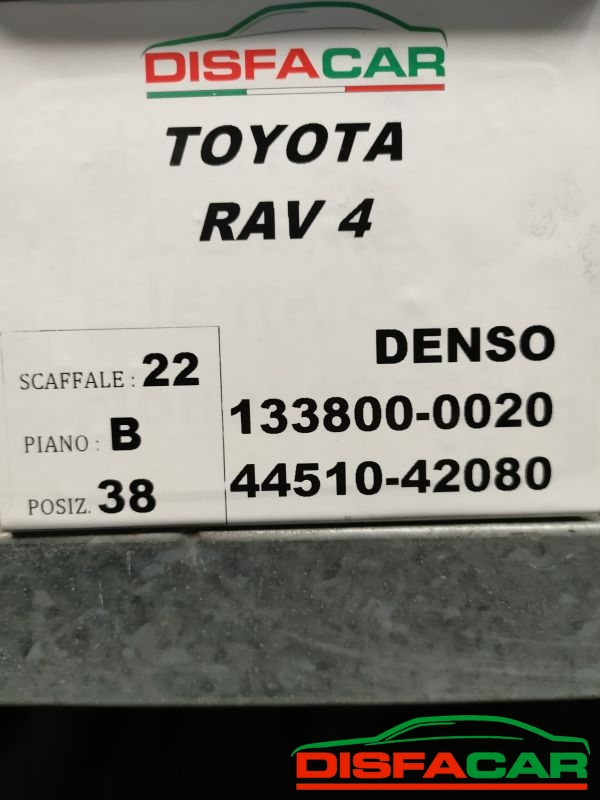 DISFACAR
TOYOTA
RAV 4
SCAFFALE : 22
PIANO : B
POSIZ. 38
DENSO
133800-0020
44510-42080
DISFACAR